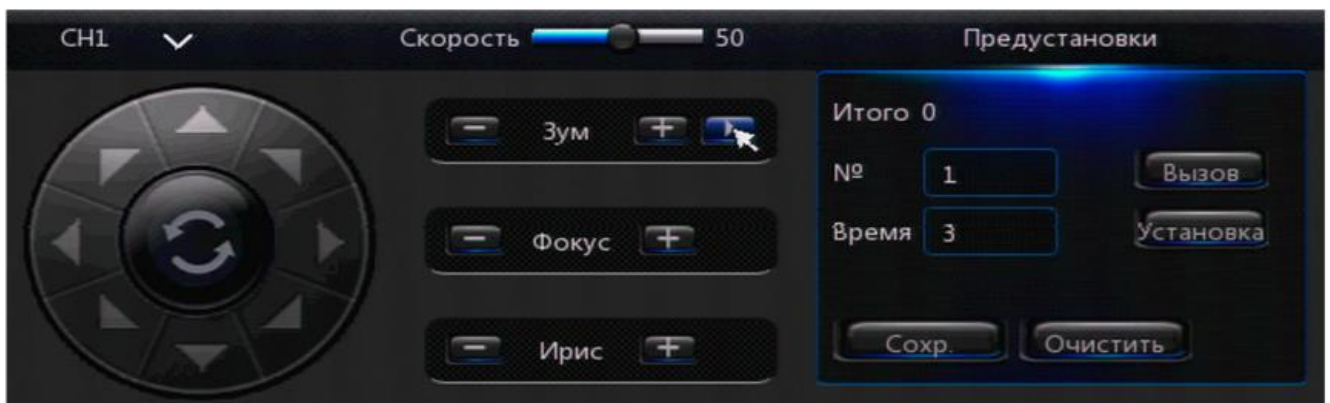 CH1 Скорость 50 Предустановки
Итого 0
Зум
№ 1 Вызов
Время 3 Установка
Фокус
Сохр. Очистить
Ирис